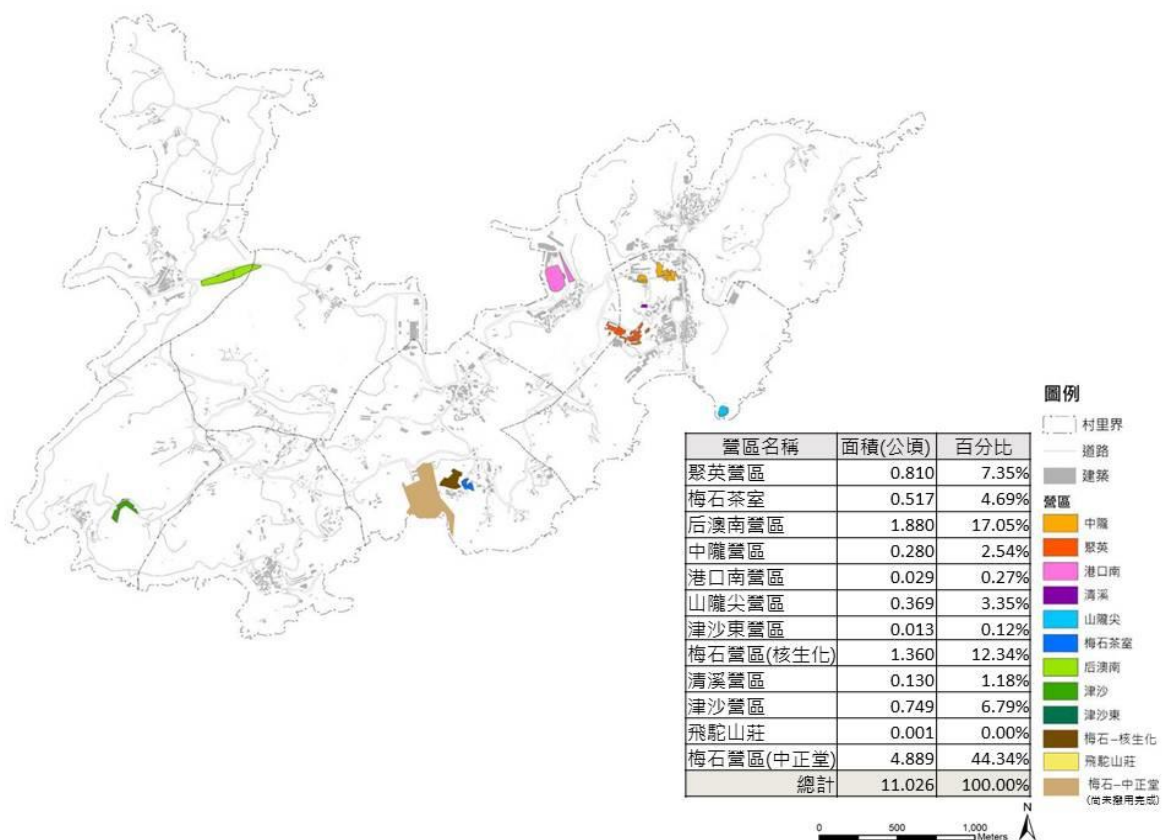 營區名稱 面積(公頃) 百分比
聚英營區 0.810 7.35%
梅石茶室 0.517 4.69%
后澳南營區 1.880 17.05%
中隴營區 0.280 2.54%
港口南營區 0.029 0.27%
山隴尖營區 0.369 3.35%
津沙東營區 0.013 0.12%
梅石營區(核生化) 1.360 12.34%
清溪營區 0.130 1.18%
津沙營區 0.749 6.79%
飛駝山莊 0.001 0.00%
梅石營區(中正堂) 4.889 44.34%
總計 11.026 100.00%
圖例
村里界
道路
建築
營區
中隴
聚英
港口南
清溪
山隴尖
梅石茶室
后澳南
津沙
津沙東
梅石-核生化
飛駝山莊
梅石-中正堂
(尚未撥用完成)
N
0 500 1,000
Meters